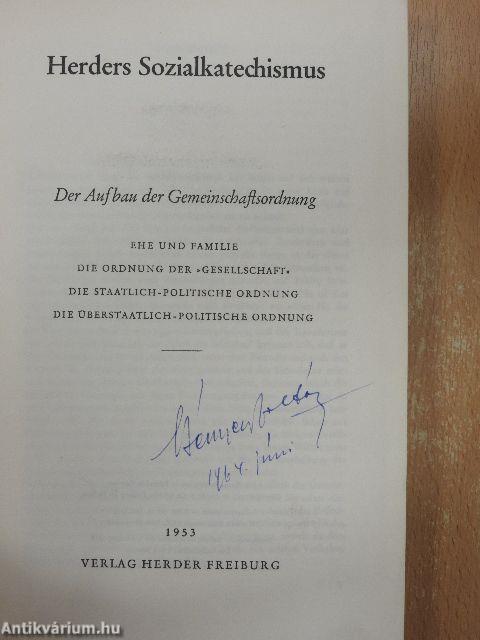 Herders Sozialkatechismus
Der Aufbau der Gemeinschaftsordnung
EHE UND FAMILIE
DIE ORDNUNG DER »GESELLSCHAFT«
DIE STAATLICH-POLITISCHE ORDNUNG
DIE ÜBERSTAATLICH-POLITISCHE ORDNUNG
1964. júni.
1953
VERLAG HERDER FREIBURG
Antikvárium.hu